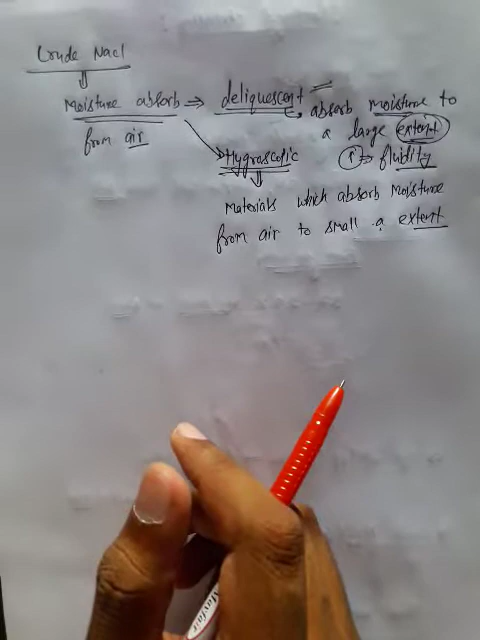 Crude Nacl
⇓
Moisture absorb ⇒ deliquescent, absorb moisture to
a large extent
from air
Hygroscopic
① ⇒ fluidity
⇓
Materials which absorb Moisture
from air to small a extent